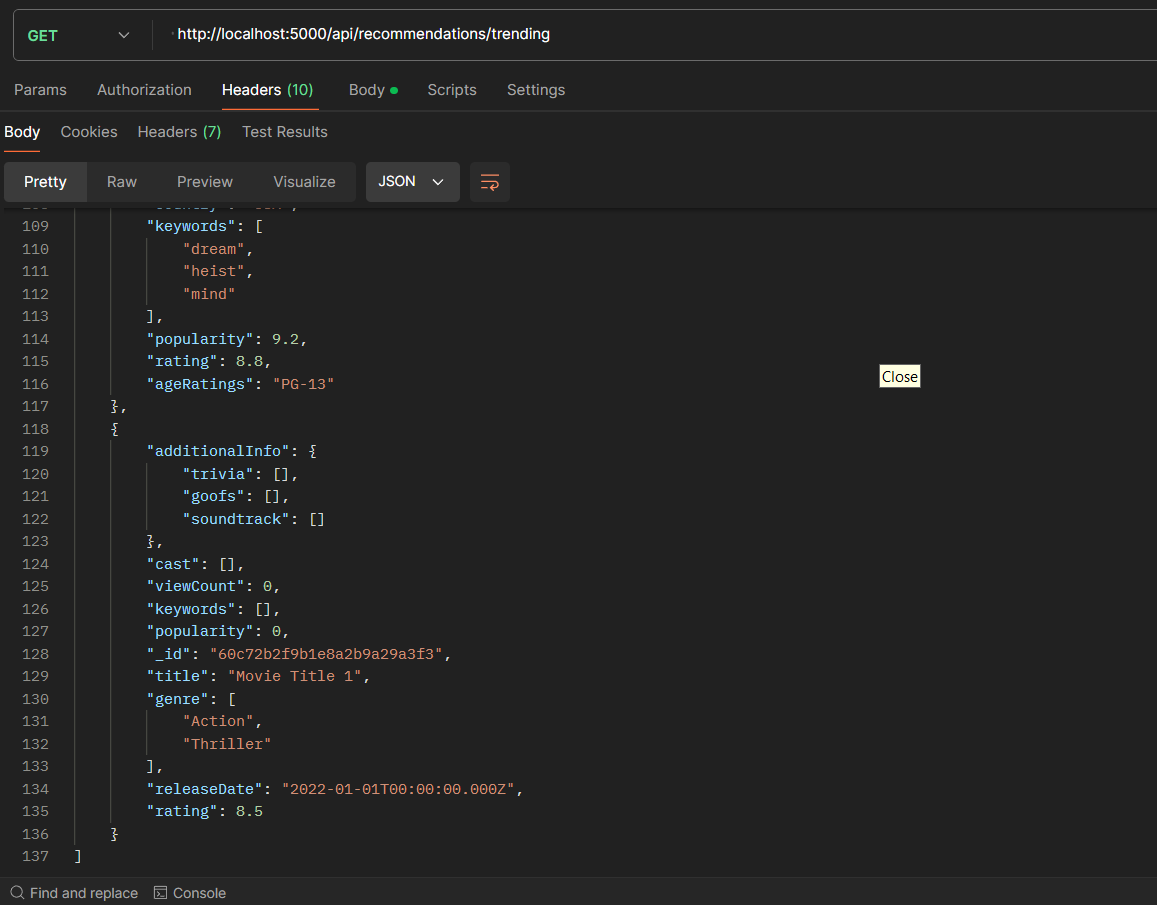 GET http://localhost:5000/api/recommendations/trending
Params Authorization Headers (10) Body Scripts Settings
Body Cookies Headers (7) Test Results
Pretty Raw Preview Visualize JSON
109 "keywords": [
110 "dream",
111 "heist",
112 "mind"
113 ],
114 "popularity": 9.2,
115 "rating": 8.8,
116 "ageRatings": "PG-13"
Close
117 },
118 {
119 "additionalInfo": {
120 "trivia": [],
121 "goofs": [],
122 "soundtrack": []
123 },
124 "cast": [],
125 "viewCount": 0,
126 "keywords": [],
127 "popularity": 0,
128 "_id": "60c72b2f9b1e8a2b9a29a3f3",
129 "title": "Movie Title 1",
130 "genre": [
131 "Action",
132 "Thriller"
133 ],
134 "releaseDate": "2022-01-01T00:00:00.000Z",
135 "rating": 8.5
136 }
137 ]
Find and replace Console